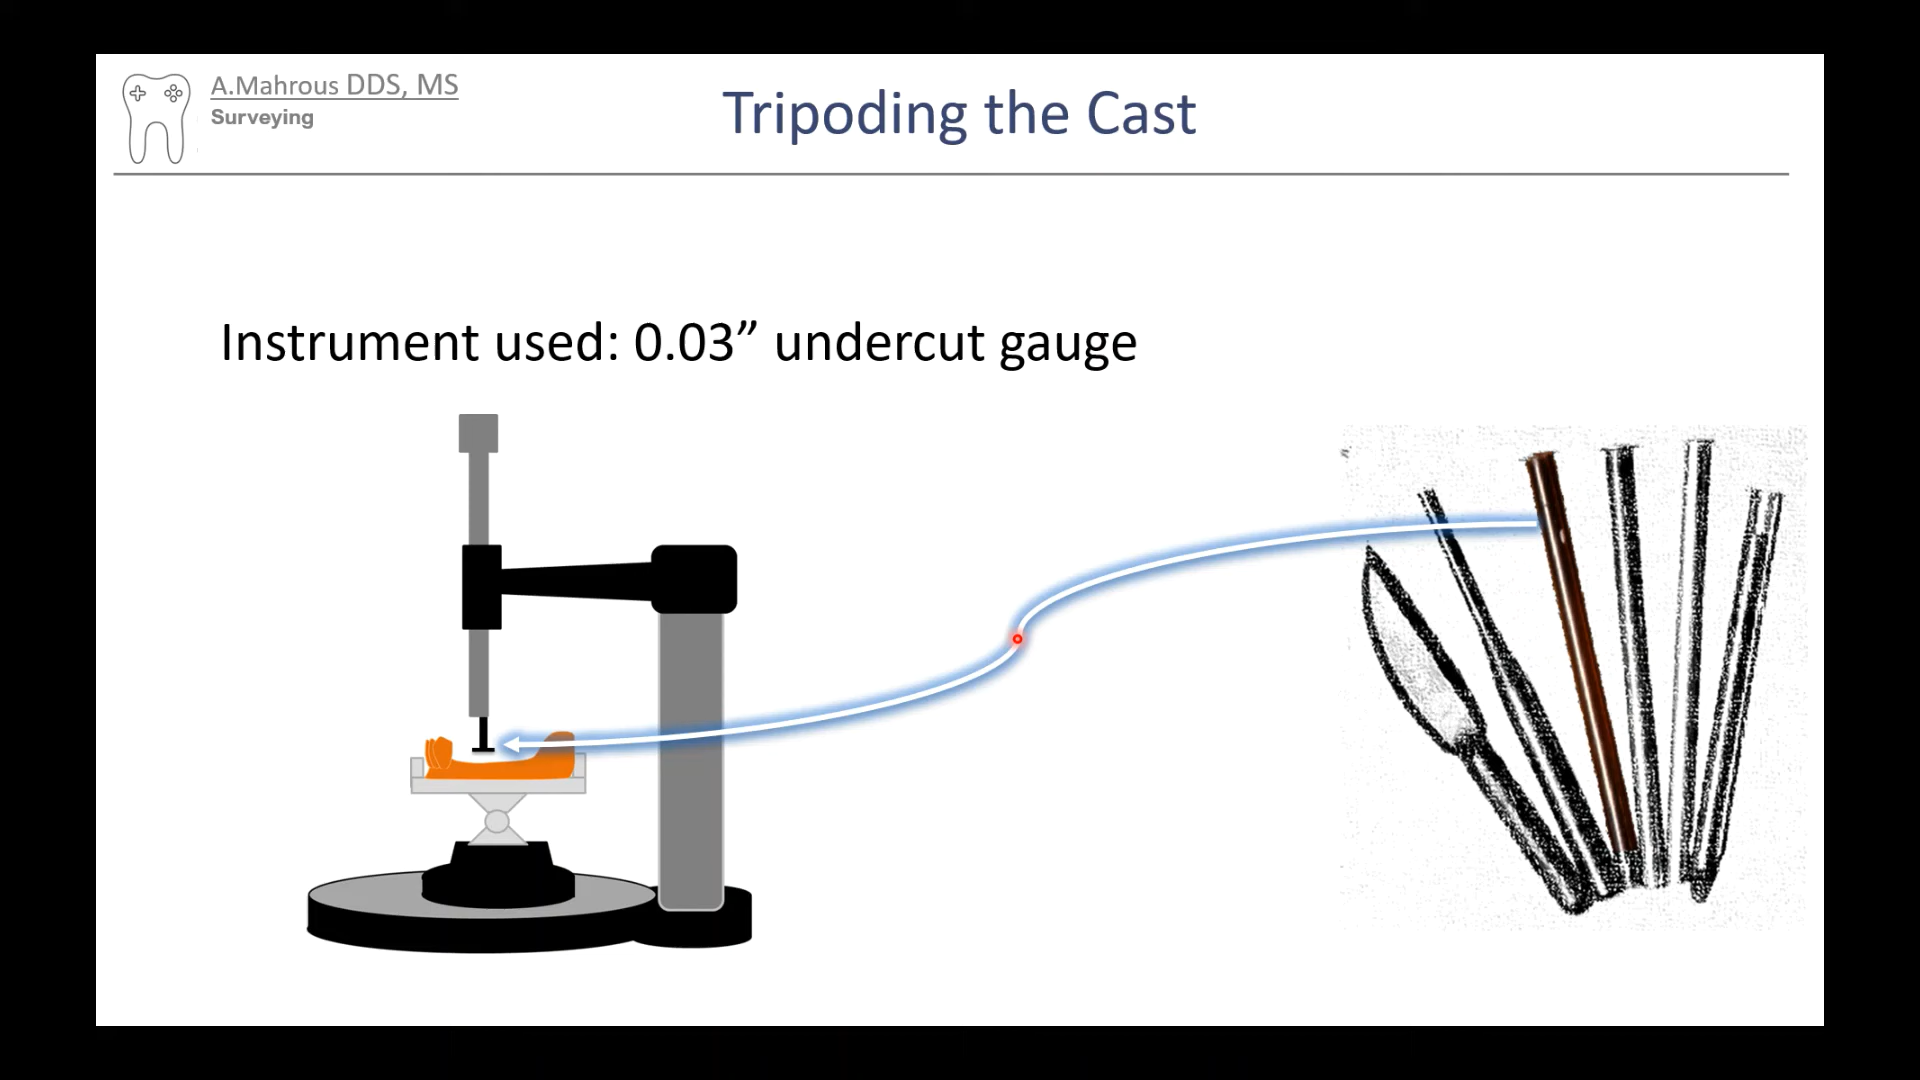 A.Mahrous DDS, MS
Surveying
Tripoding the Cast
Instrument used: 0.03” undercut gauge